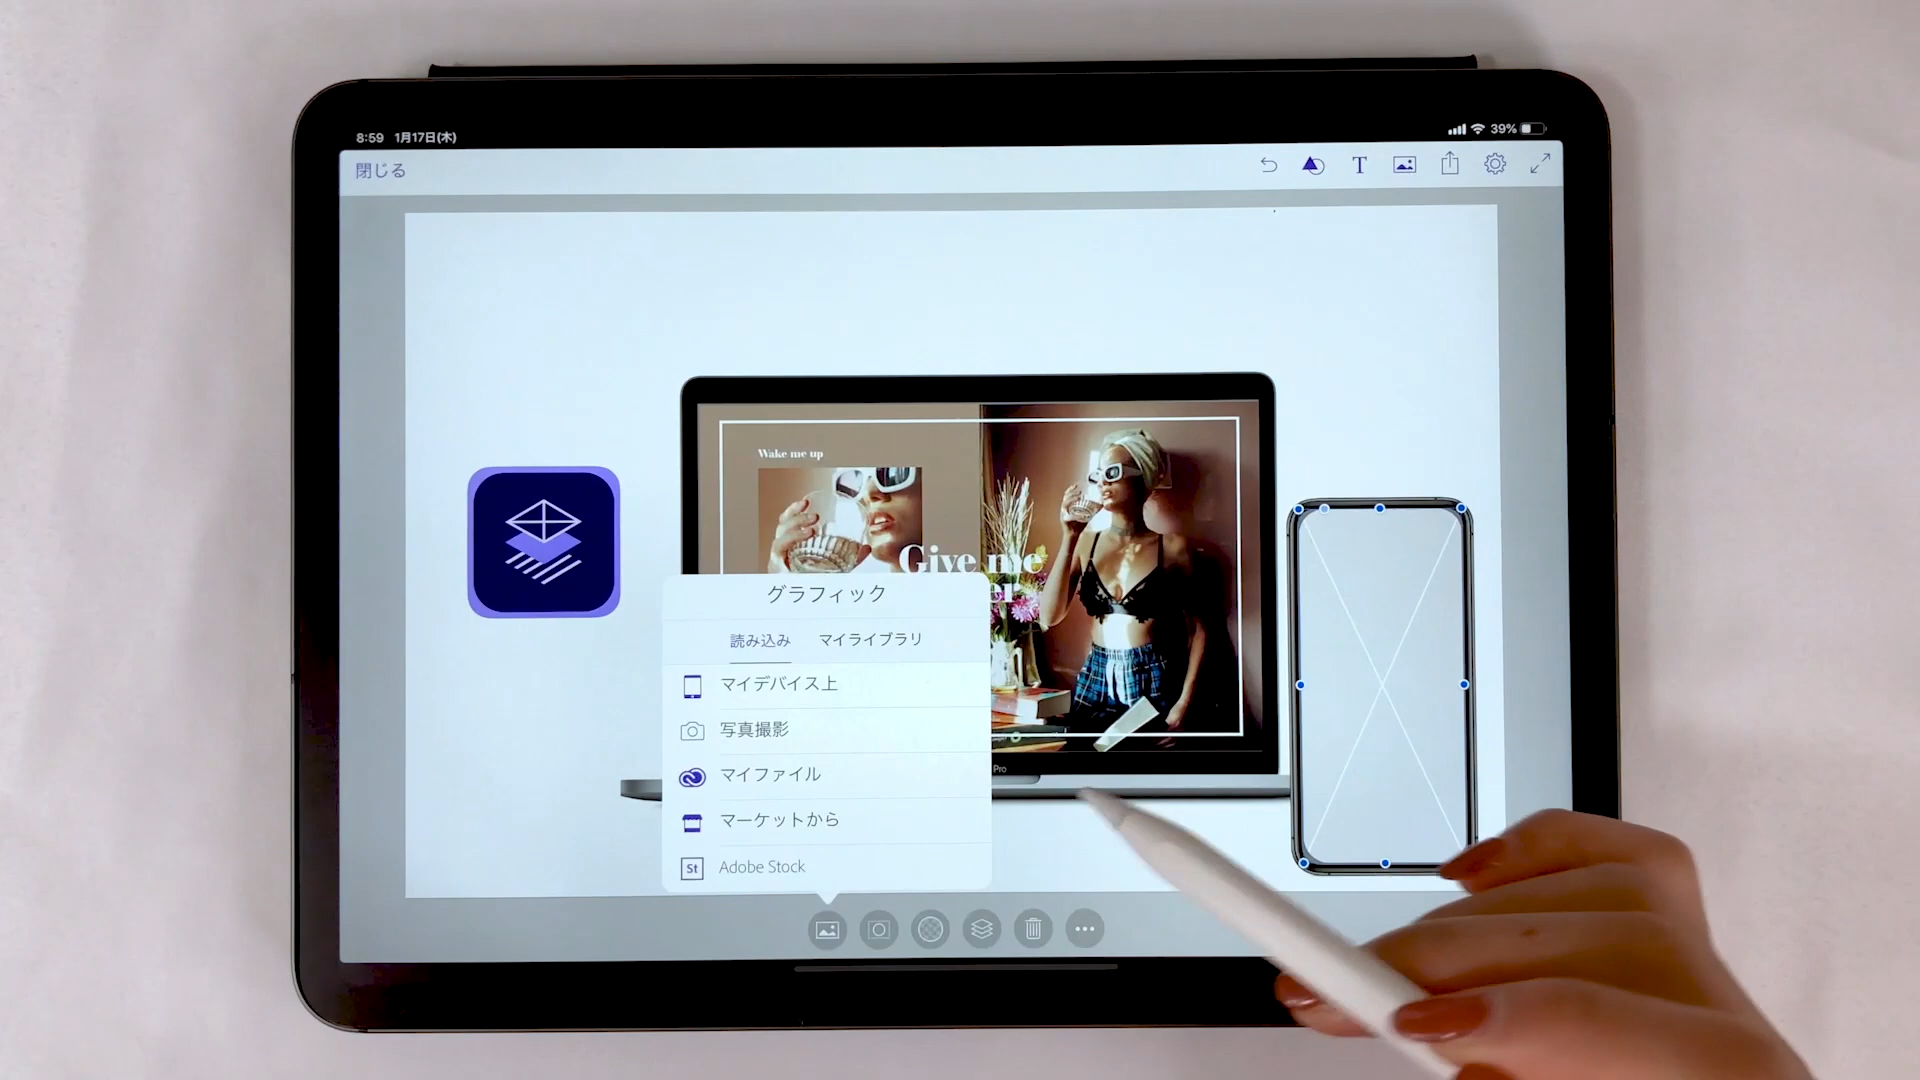 8:59 1月17日(木)
39%
閉じる
T
Wake me up
Give me
er
グラフィック
読み込み マイライブラリ
マイデバイス上
写真撮影
マイファイル
マーケットから
St Adobe Stock
Pro